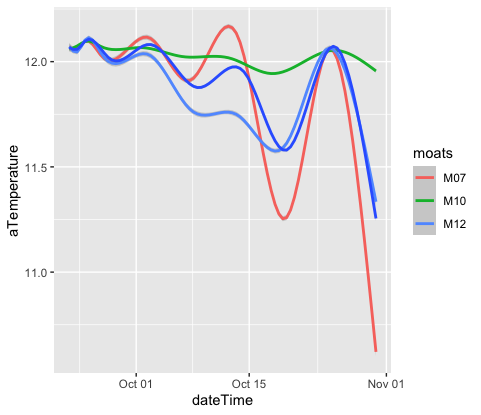 12.0
11.5
11.0
aTemperature
Oct 01
Oct 15
Nov 01
dateTime
moats
M07
M10
M12